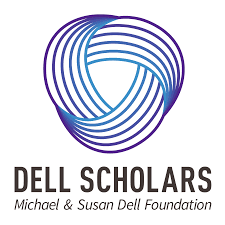 DELL SCHOLARS
Michael & Susan Dell Foundation